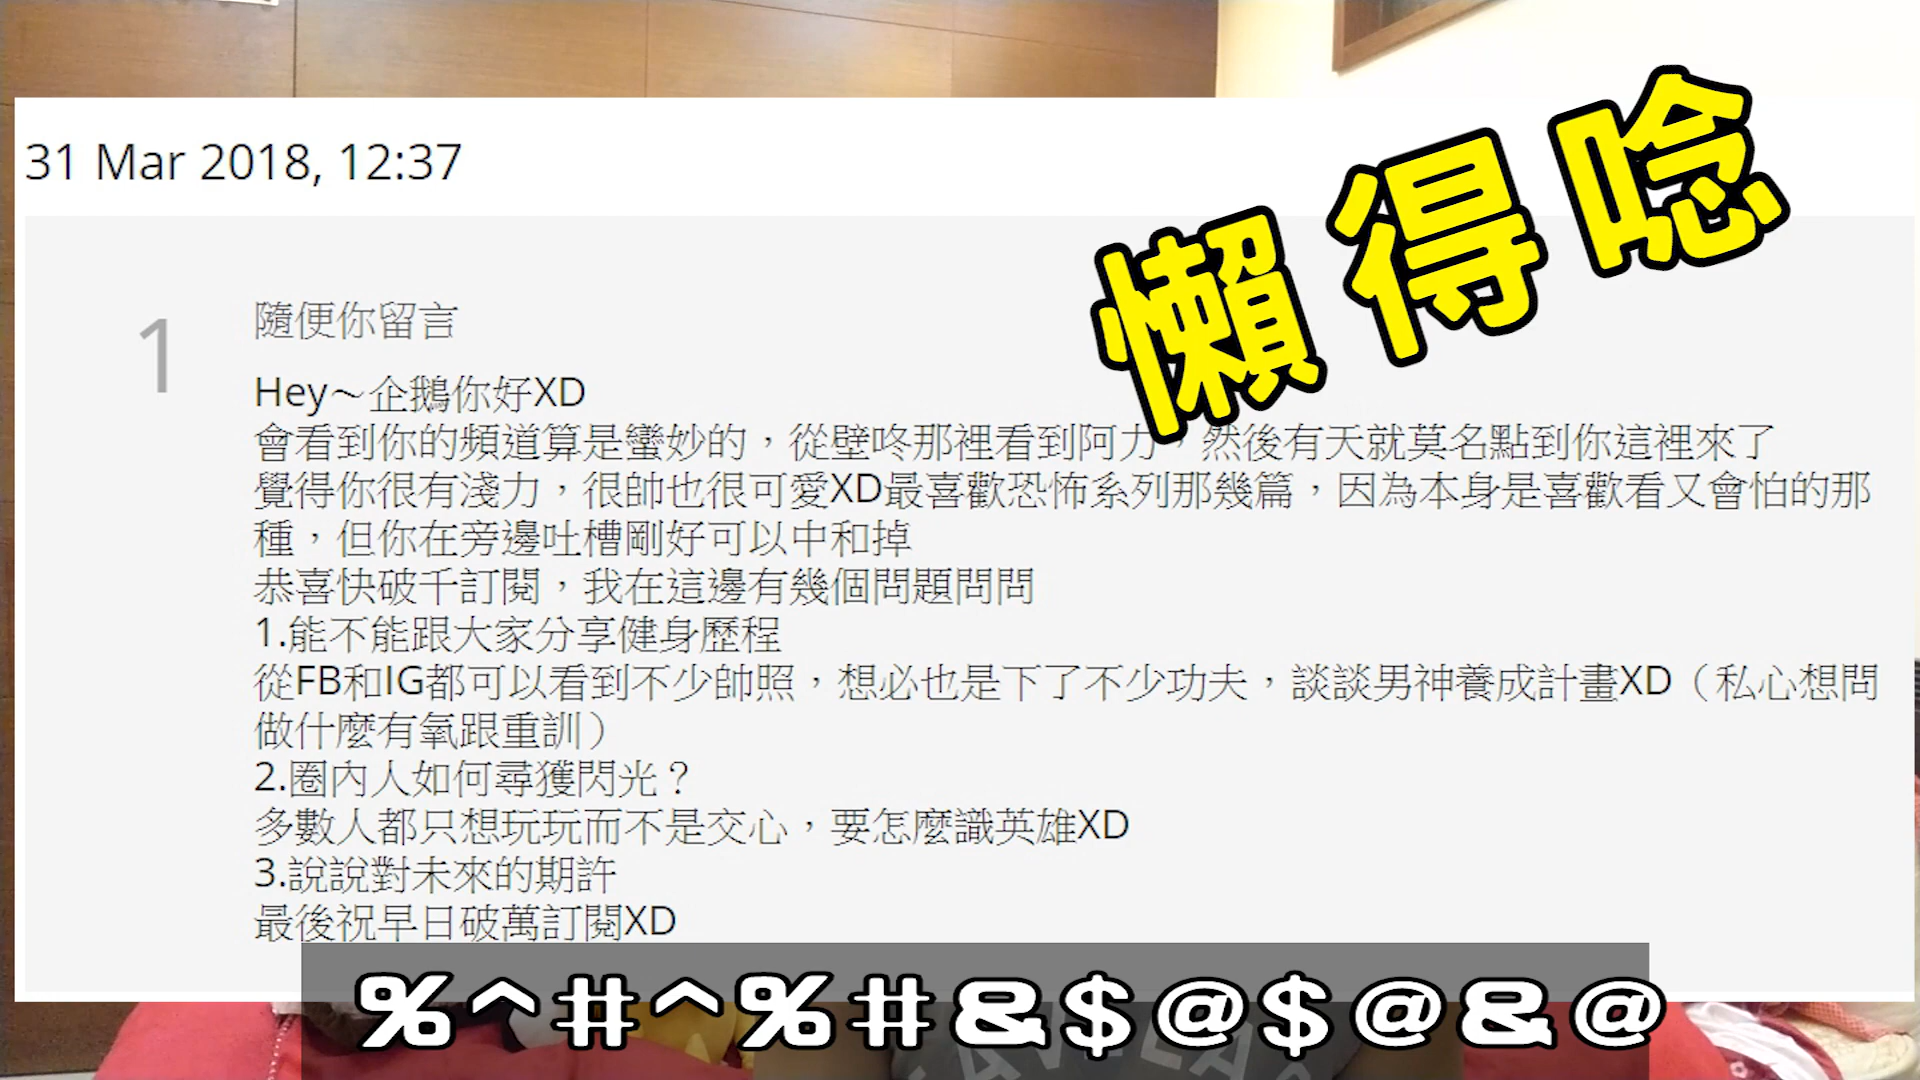 31 Mar 2018, 12:37
懶得唸
1
隨便你留言
Hey～企鵝你好XD
會看到你的頻道算是蠻妙的，從壁咚那裡看到阿力，然後有天就莫名點到你這裡來了
覺得你很有淺力，很帥也很可愛XD最喜歡恐怖系列那幾篇，因為本身是喜歡看又會怕的那
種，但你在旁邊吐槽剛好可以中和掉
恭喜快破千訂閱，我在這邊有幾個問題問問
1.能不能跟大家分享健身歷程
從FB和IG都可以看到不少帥照，想必也是下了不少功夫，談談男神養成計畫XD（私心想問
做什麼有氧跟重訓）
2.圈內人如何尋獲閃光？
多數人都只想玩玩而不是交心，要怎麼識英雄XD
3.說說對未來的期許
最後祝早日破萬訂閱XD
%^#^%#&$@$@&@